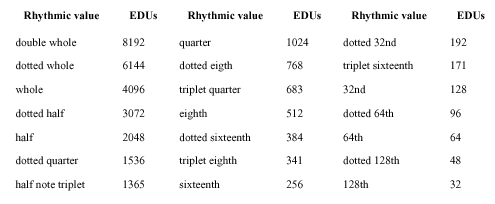 Rhythmic value EDUs Rhythmic value EDUs Rhythmic value EDUs
double whole 8192 quarter 1024 dotted 32nd 192
dotted whole 6144 dotted eigth 768 triplet sixteenth 171
whole 4096 triplet quarter 683 32nd 128
dotted half 3072 eighth 512 dotted 64th 96
half 2048 dotted sixteenth 384 64th 64
dotted quarter 1536 triplet eighth 341 dotted 128th 48
half note triplet 1365 sixteenth 256 128th 32